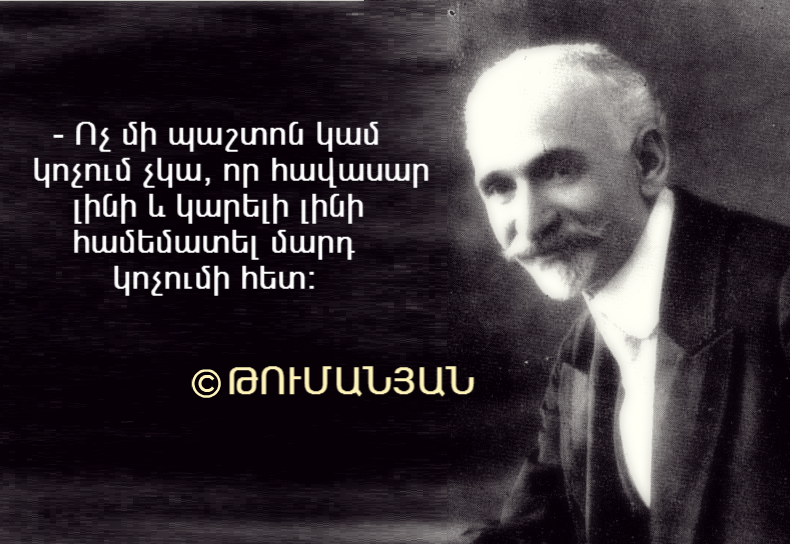 - Ոչ մի պաշտոն կամ
կոչում չկա, որ հավասար
լինի և կարելի լինի
համեմատել մարդ
կոչումի հետ:
©ԹՈՒՄԱՆՅԱՆ